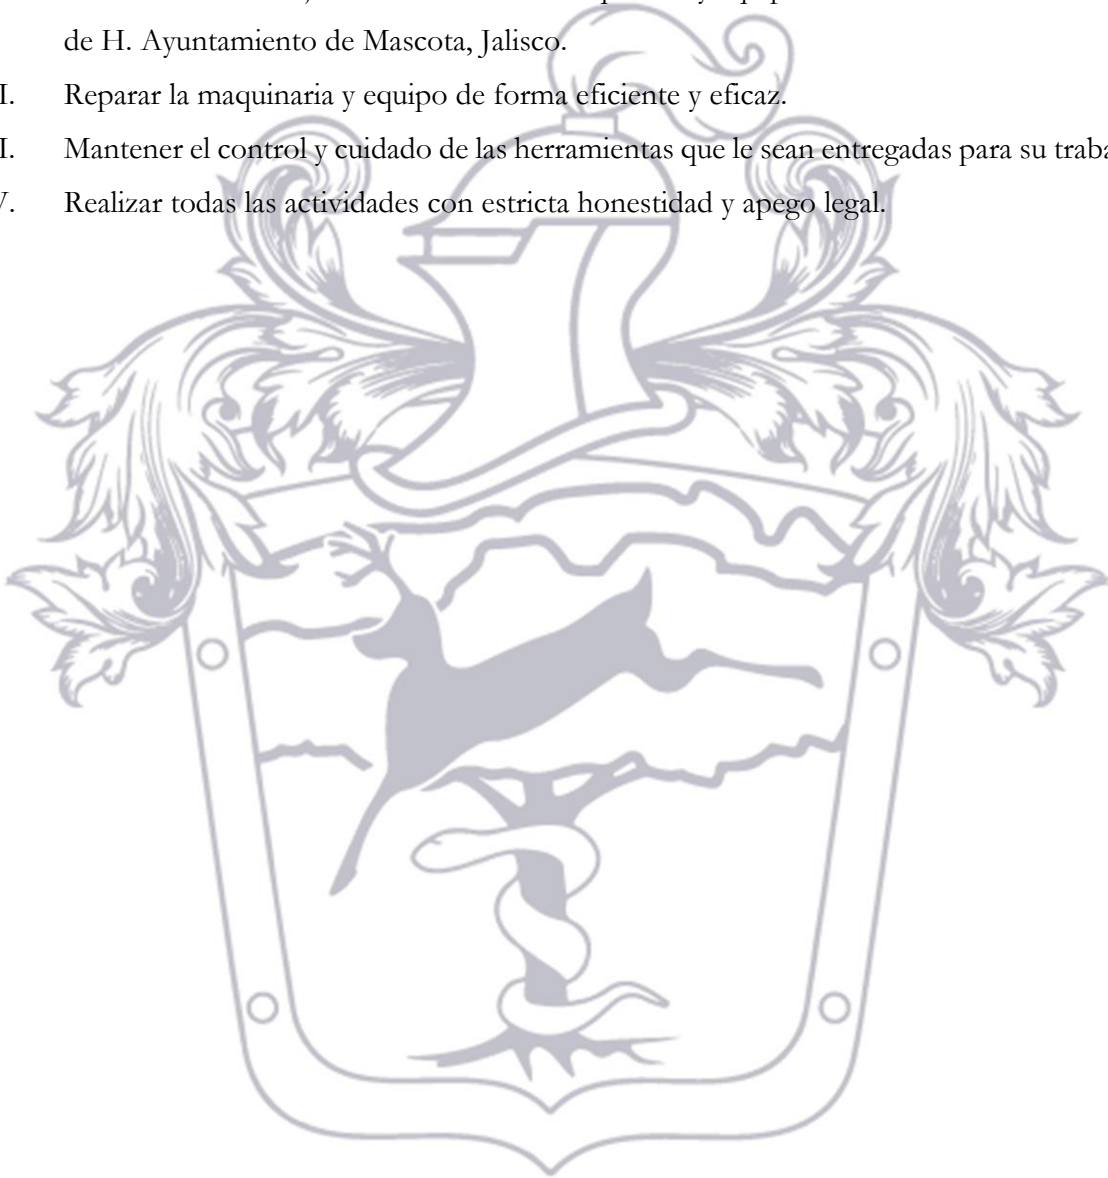 de H. Ayuntamiento de Mascota, Jalisco.
I. Reparar la maquinaria y equipo de forma eficiente y eficaz.
I. Mantener el control y cuidado de las herramientas que le sean entregadas para su traba
V. Realizar todas las actividades con estricta honestidad y apego legal.